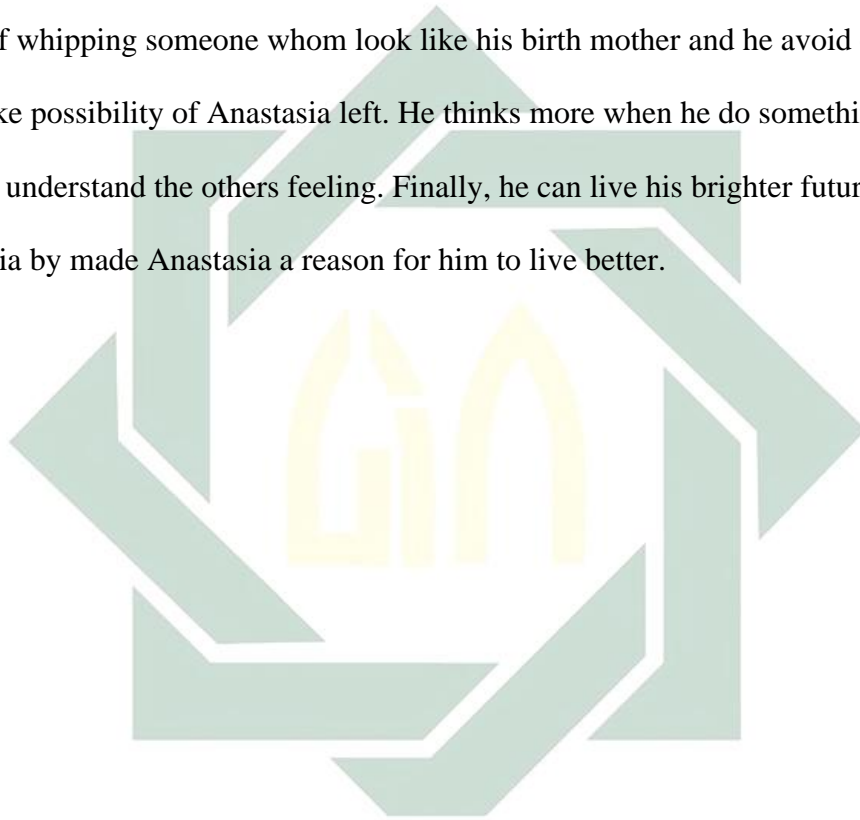 f whipping someone whom look like his birth mother and he avoid
ke possibility of Anastasia left. He thinks more when he do somethi
understand the others feeling. Finally, he can live his brighter futur
ia by made Anastasia a reason for him to live better.